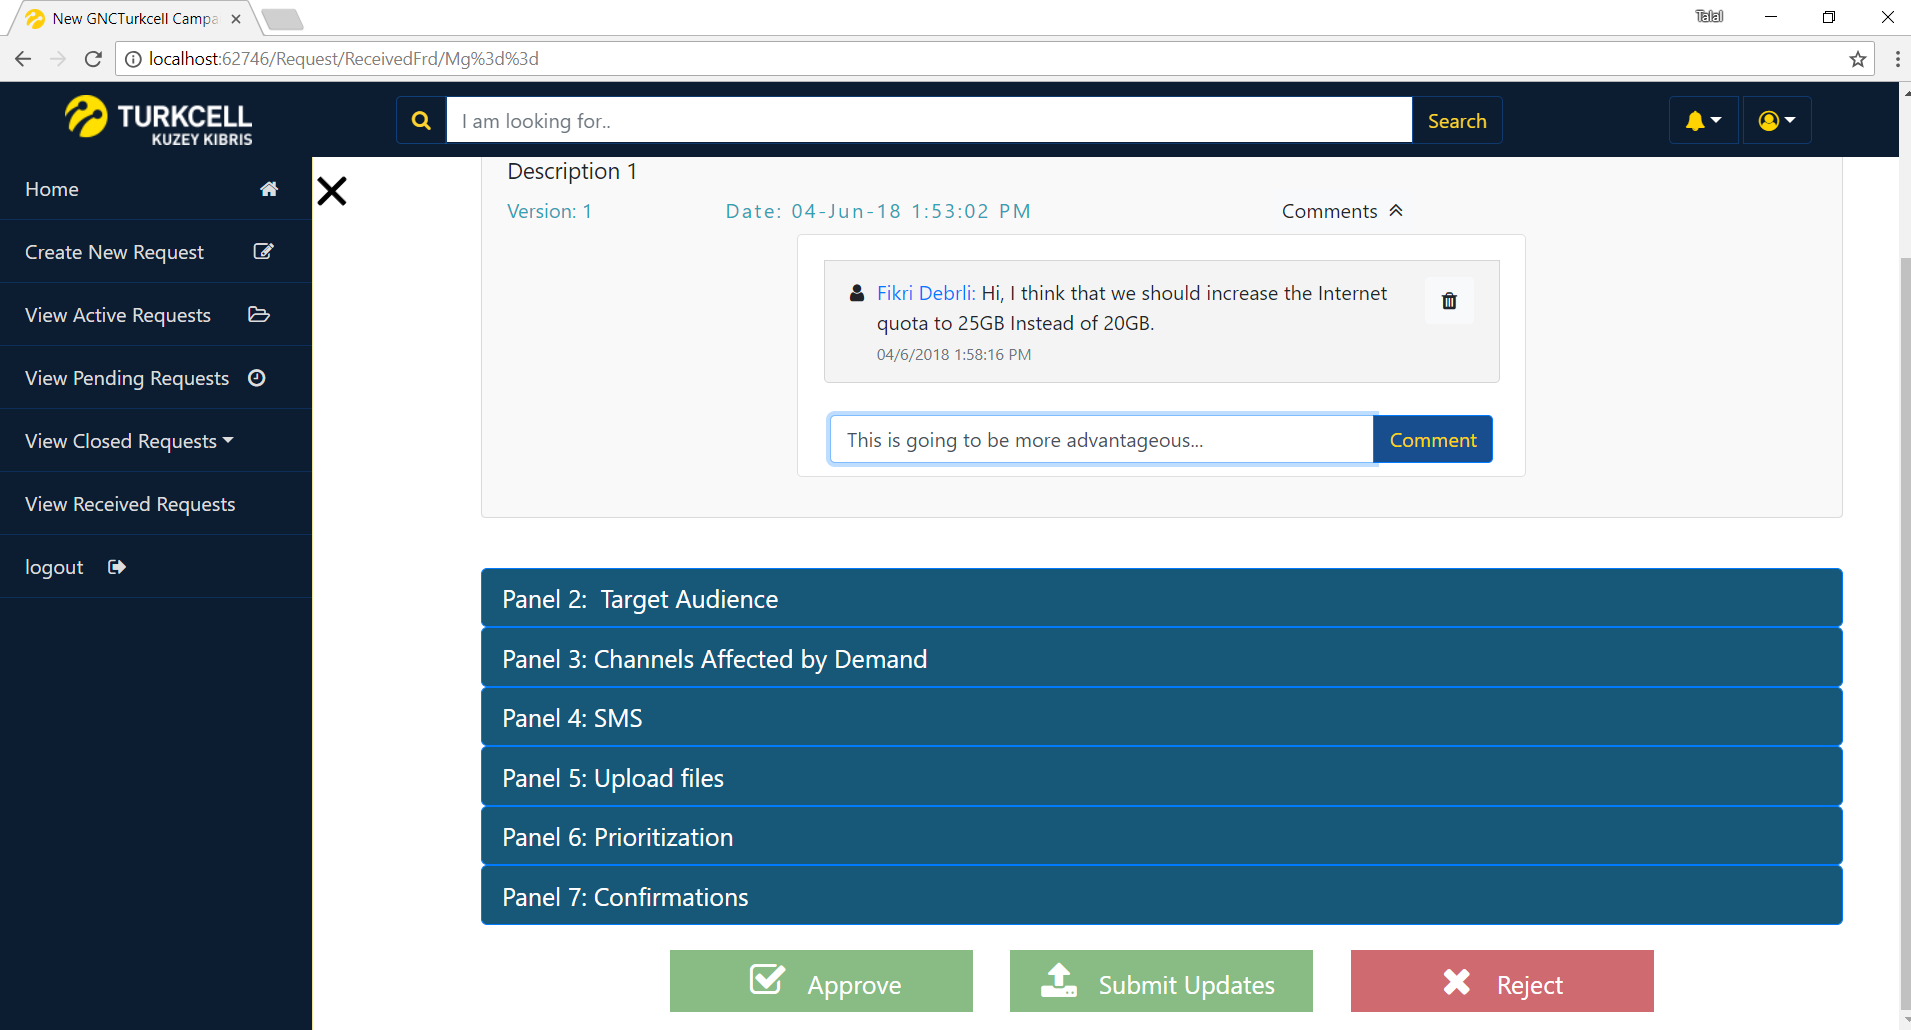 New GNCTurkcell Campa
Talal
localhost:62746/Request/ReceivedFrd/Mg%3d%3d
TURKCELL
KUZEY KIBRIS
I am looking for..
Search
Home
Create New Request
View Active Requests
View Pending Requests
View Closed Requests
View Received Requests
logout
Description 1
Version: 1
Date: 04-Jun-18 1:53:02 PM
Comments
Fikri Debrli: Hi, I think that we should increase the Internet
quota to 25GB Instead of 20GB.
04/6/2018 1:58:16 PM
This is going to be more advantageous...
Comment
Panel 2:  Target Audience
Panel 3: Channels Affected by Demand
Panel 4: SMS
Panel 5: Upload files
Panel 6: Prioritization
Panel 7: Confirmations
Approve
Submit Updates
Reject